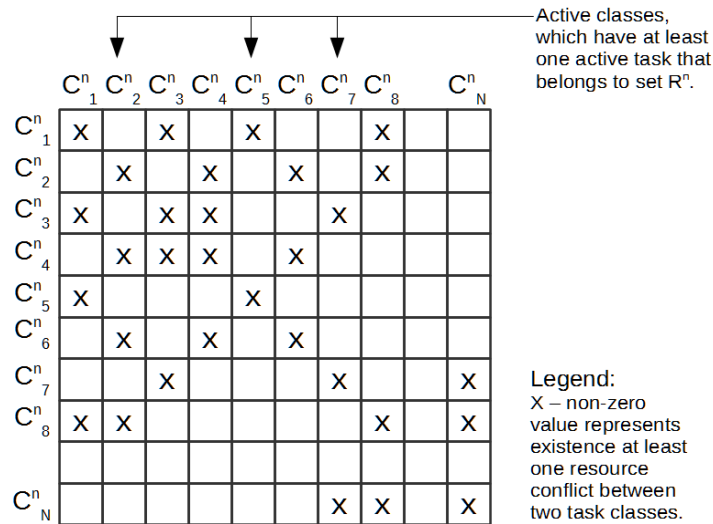 Active classes,
which have at least
one active task that
belongs to set Rⁿ.
Cⁿ₁ Cⁿ₂ Cⁿ₃ Cⁿ₄ Cⁿ₅ Cⁿ₆ Cⁿ₇ Cⁿ₈ Cⁿ_N
Cⁿ₁ X X X X
Cⁿ₂ X X X X
Cⁿ₃ X X X X
Cⁿ₄ X X X X
Cⁿ₅ X X
Cⁿ₆ X X X
Cⁿ₇ X X X
Cⁿ₈ X X X X
Cⁿ_N X X X
Legend:
X – non-zero
value represents
existence at least
one resource
conflict between
two task classes.